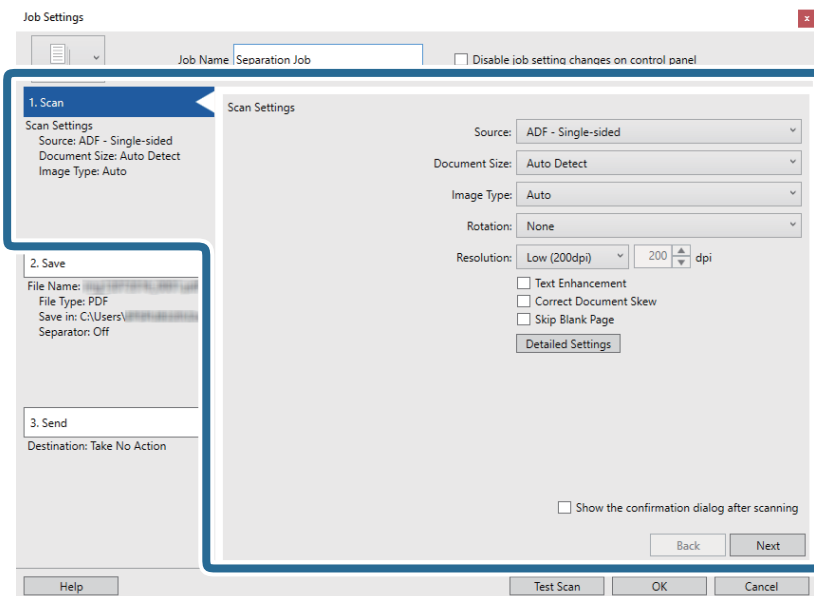 Job Settings
x
Job Name Separation Job Disable job setting changes on control panel
1. Scan
Scan Settings
Source: ADF - Single-sided
Document Size: Auto Detect
Image Type: Auto
2. Save
File Name:
File Type: PDF
Save in: C:\Users\
Separator: Off
3. Send
Destination: Take No Action
Scan Settings
Source: ADF - Single-sided
Document Size: Auto Detect
Image Type: Auto
Rotation: None
Resolution: Low (200dpi) 200 dpi
Text Enhancement
Correct Document Skew
Skip Blank Page
Detailed Settings
Show the confirmation dialog after scanning
Back Next
Help Test Scan OK Cancel